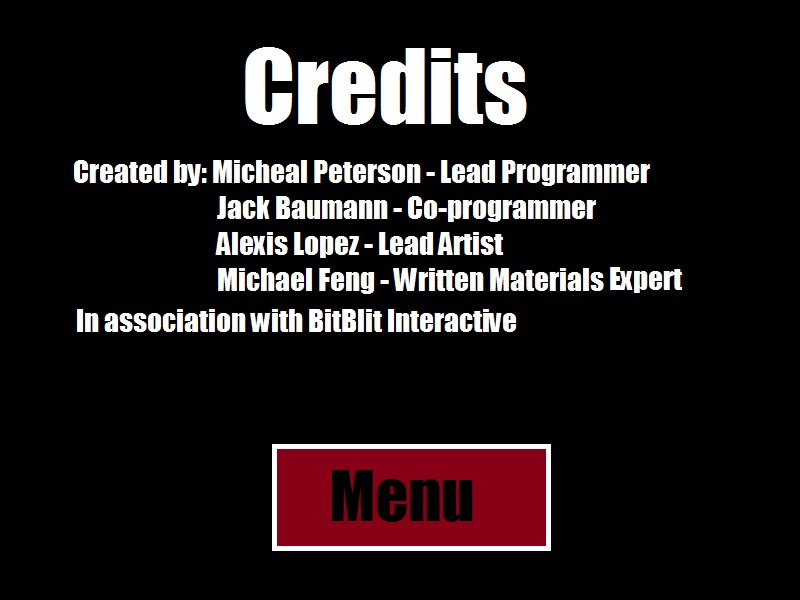 Credits
Created by: Micheal Peterson - Lead Programmer
Jack Baumann - Co-programmer
Alexis Lopez - Lead Artist
Michael Feng - Written Materials Expert
In association with BitBlit Interactive
Menu